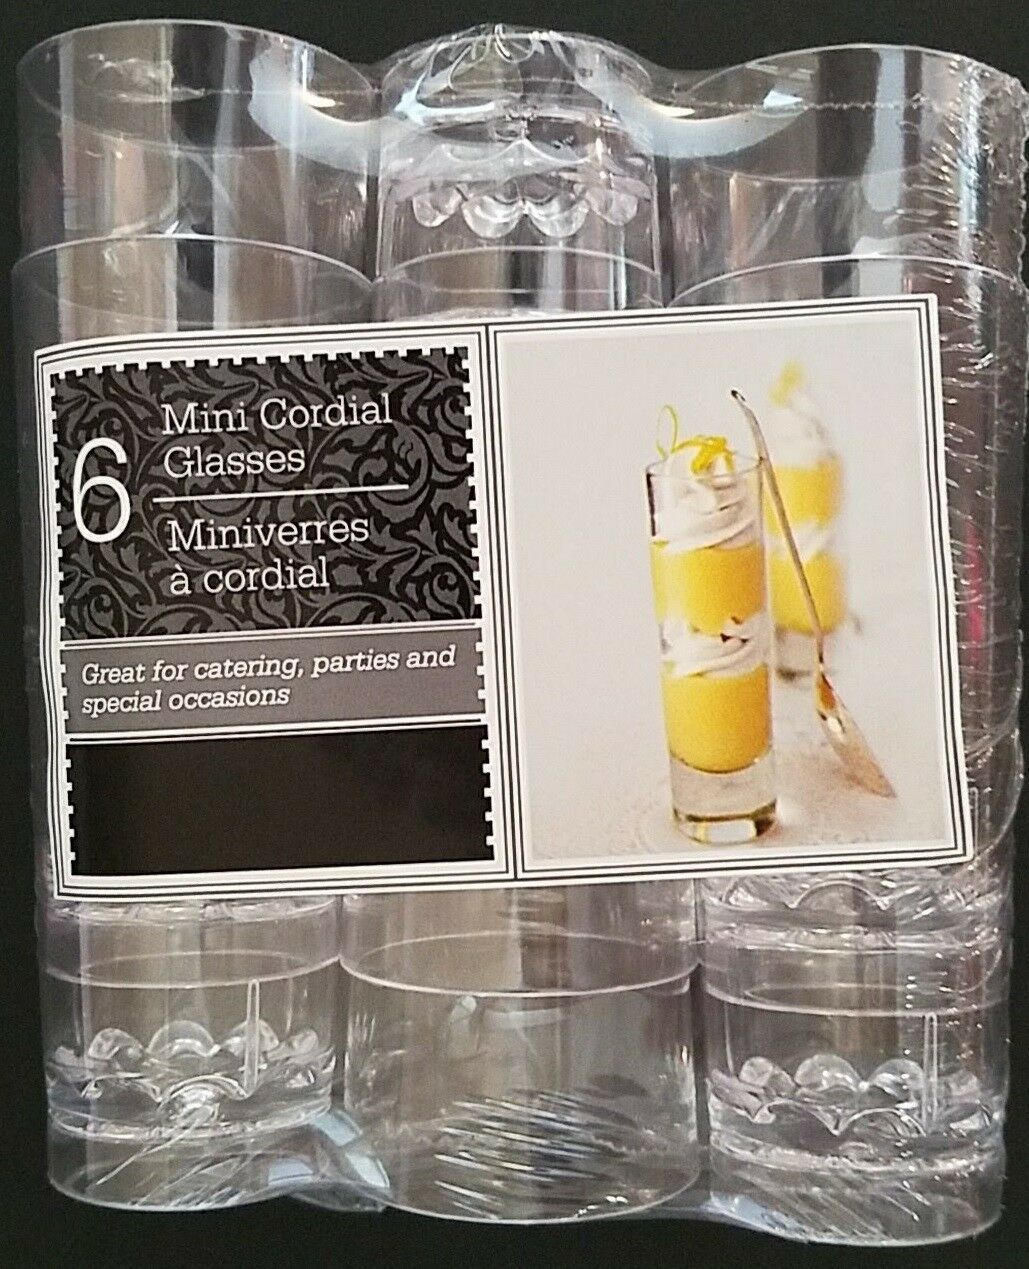 6
Mini Cordial
Glasses
Miniverres
à cordial
Great for catering, parties and
special occasions